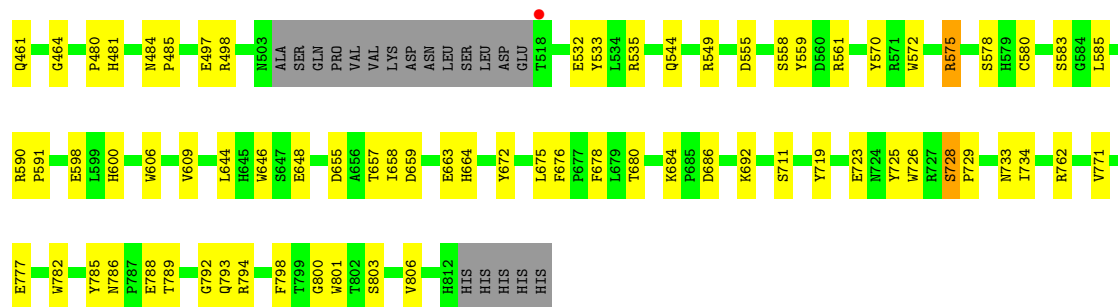 Q461 G464 P480 H481 N484 P485 E497 R498 N503 ALA SER GLN PRO VAL VAL LYS ASP ASN LEU SER LEU ASP GLU T518 E532 Y533 L534 R535 Q544 R549 D555 S558 Y559 D560 R561 Y570 R571 W572 R575 S578 H579 C580 S583 G584 L585
R590 P591 E598 L599 H600 W606 V609 L644 H645 W646 S647 E648 D655 A656 T657 I658 D659 E663 H664 Y672 L675 F676 P677 F678 L679 T680 K684 P685 D686 K692 S711 Y719 E723 N724 Y725 W726 R727 S728 P729 N733 I734 R762 V771
E777 W782 Y785 N786 P787 E788 T789 G792 Q793 R794 F798 T799 G800 W801 T802 S803 V806 H812 HIS HIS HIS HIS HIS